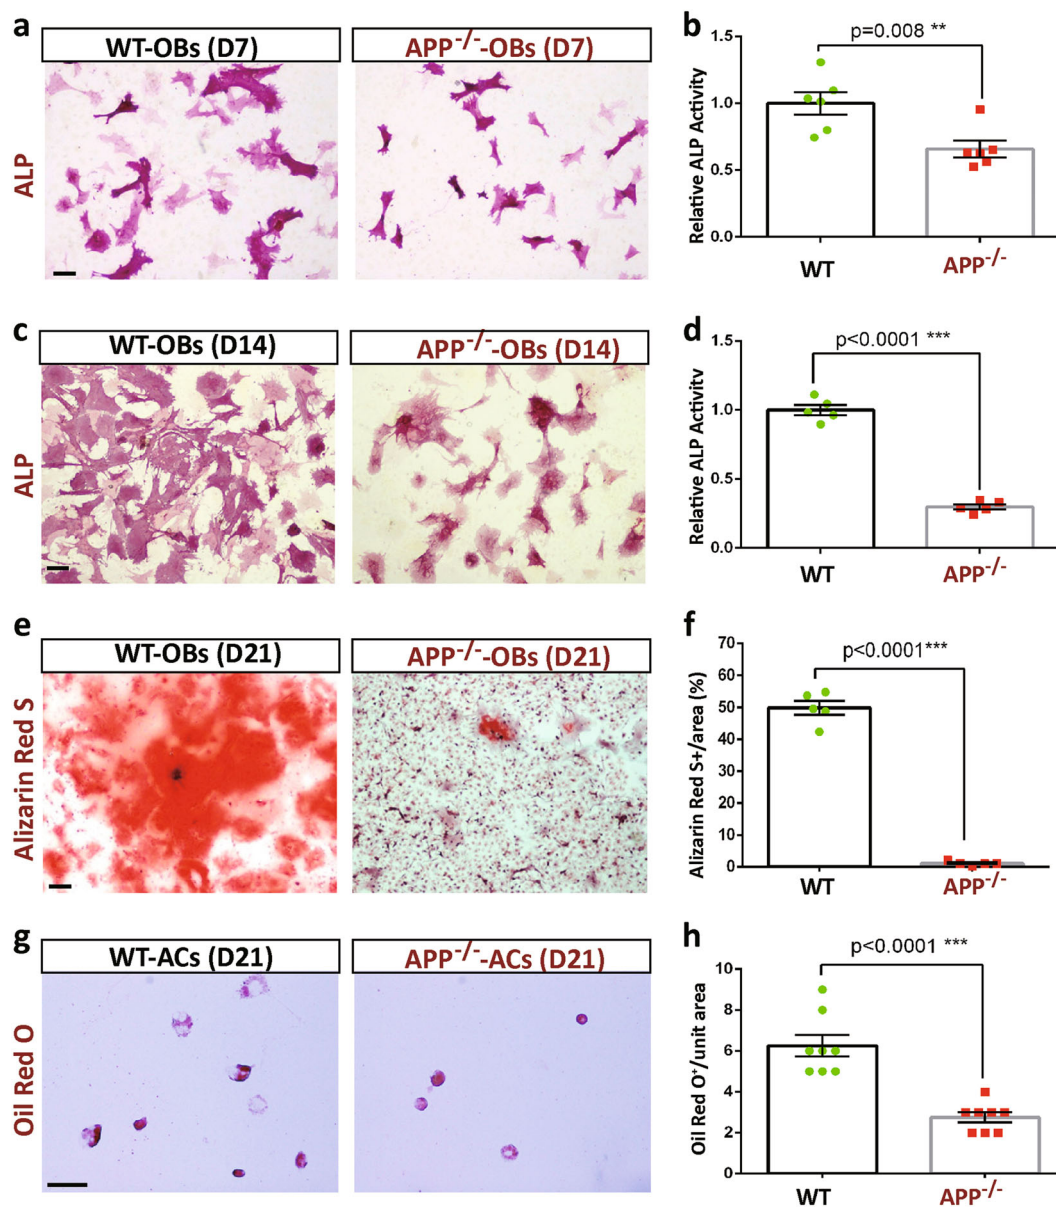 a
WT-OBs (D7)
APP⁻/⁻-OBs (D7)
ALP
b
p=0.008 **
Relative ALP Activity
1.5
1.0
0.5
0.0
WT
APP⁻/⁻
c
WT-OBs (D14)
APP⁻/⁻-OBs (D14)
ALP
d
p<0.0001 ***
Relative ALP Activity
1.5
1.0
0.5
0.0
WT
APP⁻/⁻
e
WT-OBs (D21)
APP⁻/⁻-OBs (D21)
Alizarin Red S
f
p<0.0001***
Alizarin Red S+/area (%)
70
60
50
40
30
20
10
0
WT
APP⁻/⁻
g
WT-ACs (D21)
APP⁻/⁻-ACs (D21)
Oil Red O
h
p<0.0001 ***
Oil Red O⁺/unit area
10
8
6
4
2
0
WT
APP⁻/⁻